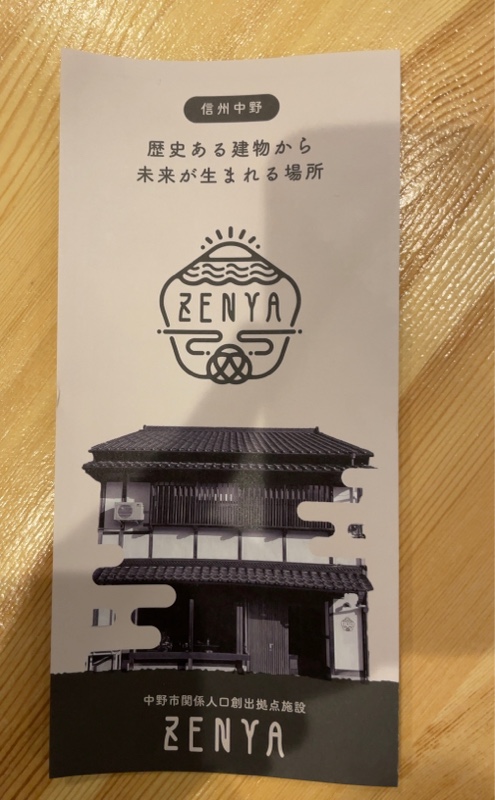 信州中野
歴史ある建物から
未来が生まれる場所
ZENYA
中野市関係人口創出拠点施設
ZENYA